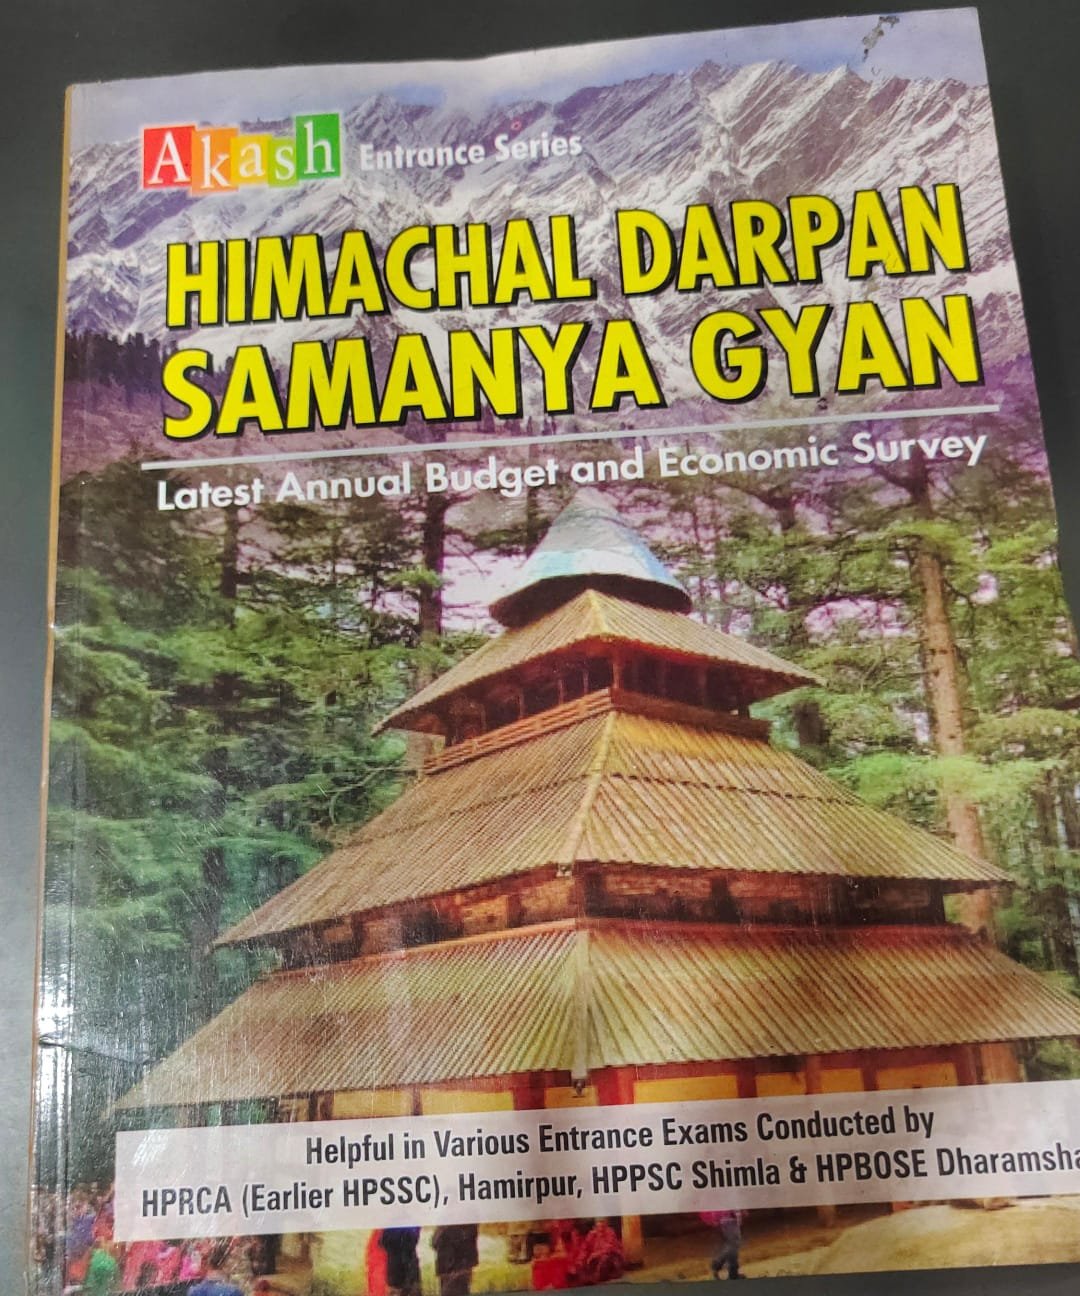 Akash Entrance Series
HIMACHAL DARPAN
SAMANYA GYAN
Latest Annual Budget and Economic Survey
Helpful in Various Entrance Exams Conducted by
HPRCA (Earlier HPSSC), Hamirpur, HPPSC Shimla & HPBOSE Dharamsha